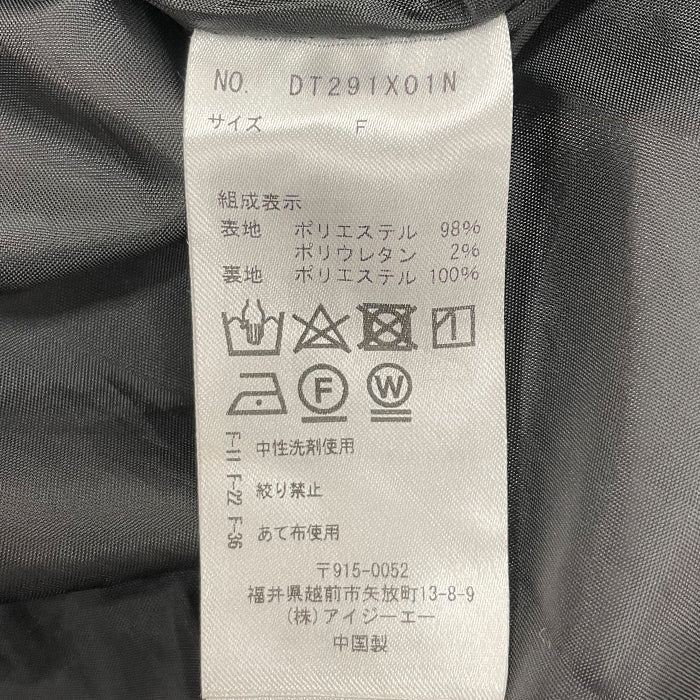 NO. DT291X01N
サイズ F
組成表示
表地 ポリエステル 98%
ポリウレタン 2%
裏地 ポリエステル 100%
F W
F-11 中性洗剤使用
F-22 絞り禁止
F-36 あて布使用
〒915-0052
福井県越前市矢放町13-8-9
(株)アイジーエー
中国製